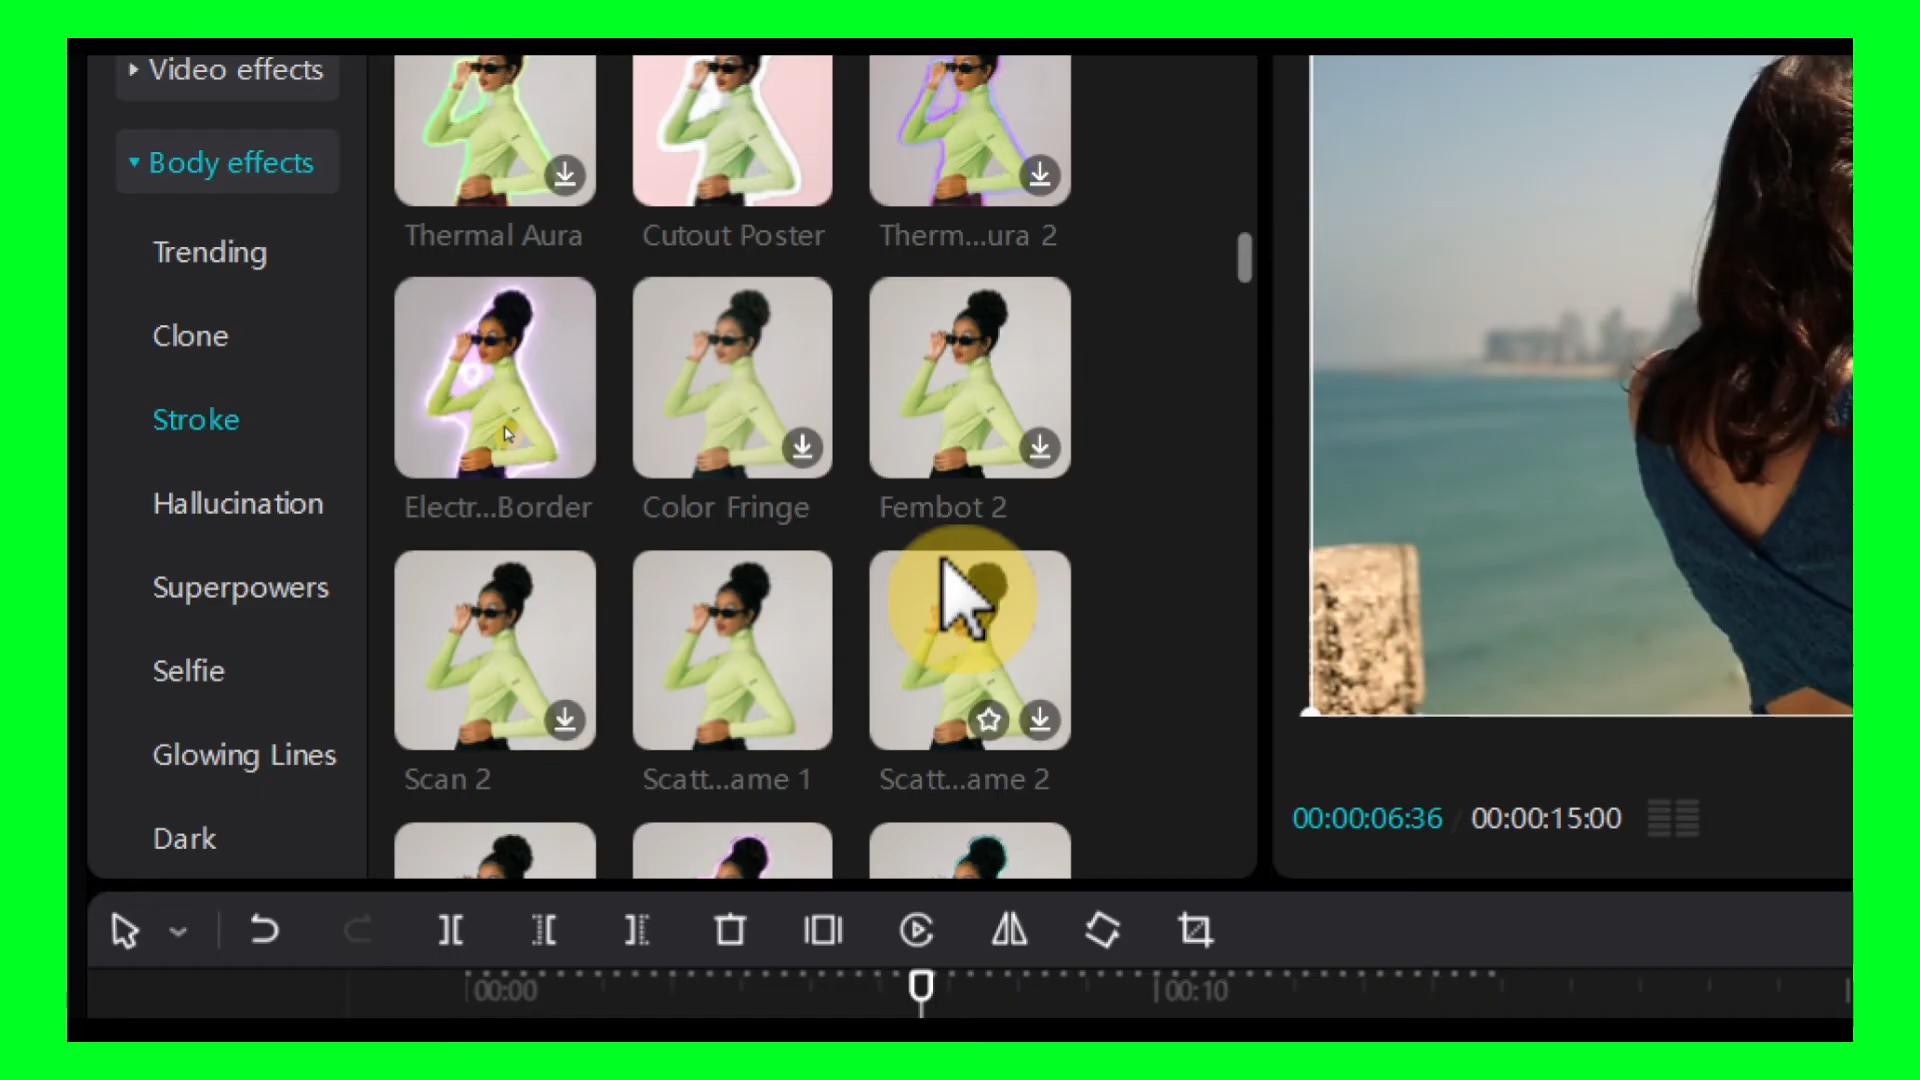 Video effects
Body effects
Trending
Clone
Stroke
Hallucination
Superpowers
Selfie
Glowing Lines
Dark
Thermal Aura
Cutout Poster
Therm...ura 2
Electr...Border
Color Fringe
Fembot 2
Scan 2
Scatt...ame 1
Scatt...ame 2
00:00:06:36 / 00:00:15:00
00:00
00:10